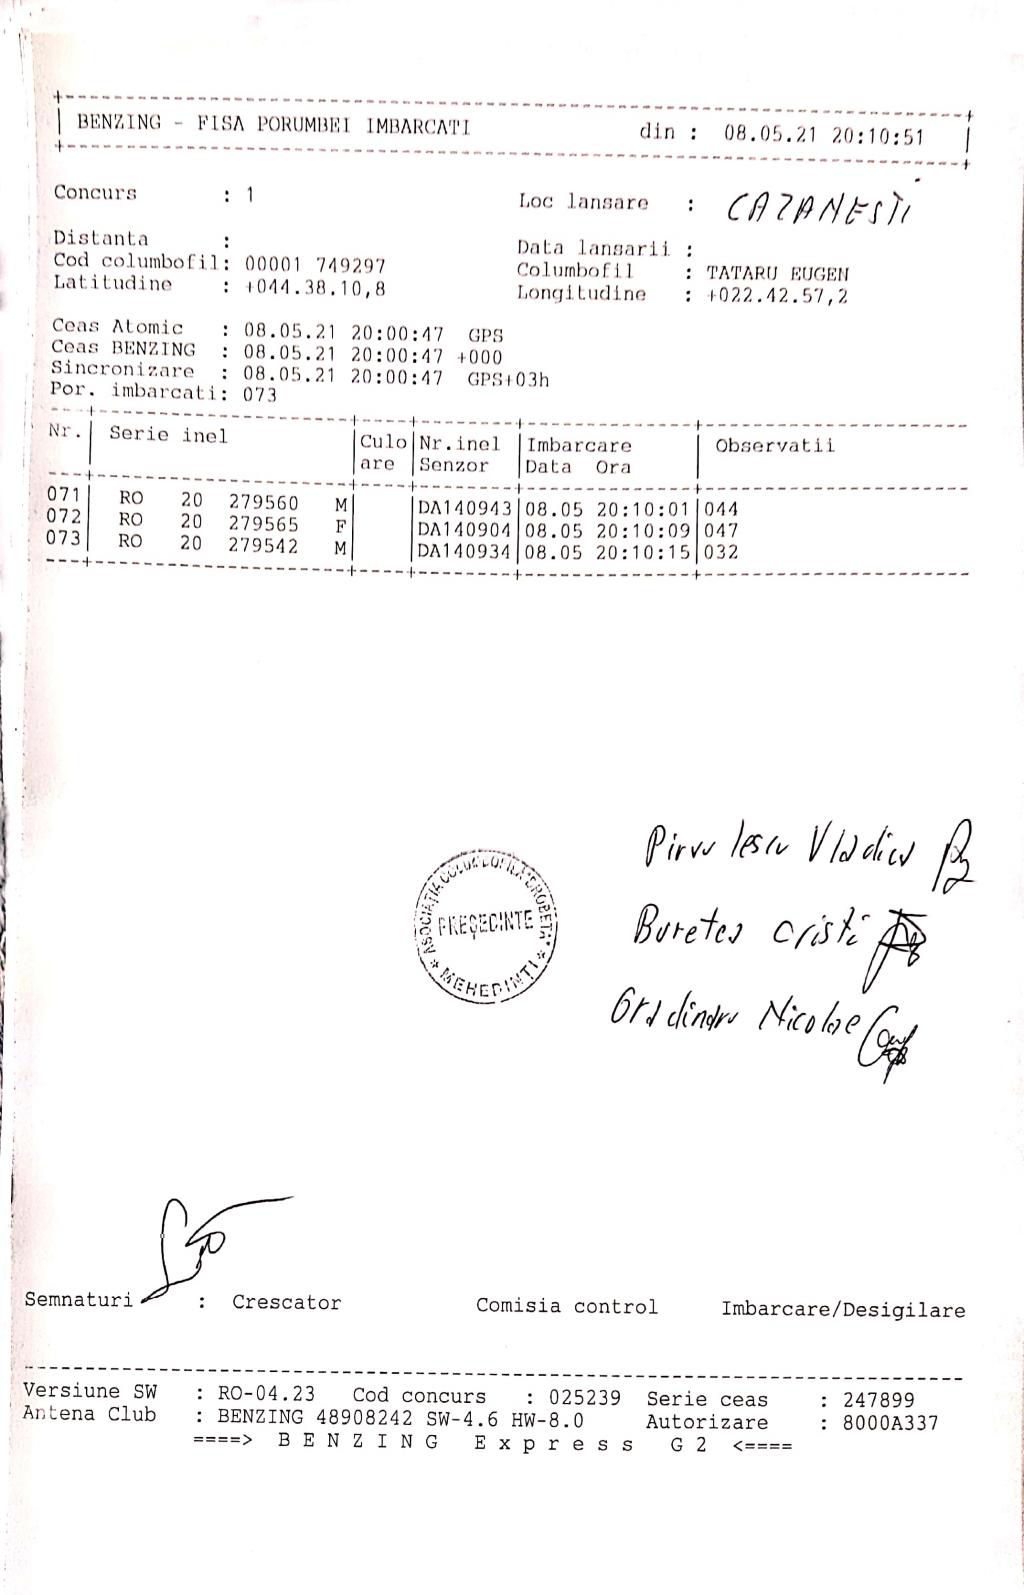 BENZING - FISA PORUMBEI IMBARCATI din : 08.05.21 20:10:51
Concurs : 1 Loc lansare : CAZANESTI
Distanta : Data lansarii :
Cod columbofil: 00001 749297 Columbofil : TATARU EUGEN
Latitudine : +044.38.10,8 Longitudine : +022.42.57,2
Ceas Atomic : 08.05.21 20:00:47 GPS
Ceas BENZING : 08.05.21 20:00:47 +000
Sincronizare : 08.05.21 20:00:47 GPS+03h
Por. imbarcati: 073
Nr. Serie inel Culo Nr.inel Imbarcare Observatii
are Senzor Data Ora
071 RO 20 279560 M DA140943 08.05 20:10:01 044
072 RO 20 279565 F DA140904 08.05 20:10:09 047
073 RO 20 279542 M DA140934 08.05 20:10:15 032
Pirvulescu Vladicu
ASOCIATIA COLUMBOFILA "DROBETA"
PREȘEDINTE
* MEHEDINTI *
Buretea Cristi
Gradinaru Nicolae
Semnaturi : Crescator Comisia control Imbarcare/Desigilare
Versiune SW : RO-04.23 Cod concurs : 025239 Serie ceas : 247899
Antena Club : BENZING 48908242 SW-4.6 HW-8.0 Autorizare : 8000A337
====> B E N Z I N G E x p r e s s G 2 <====